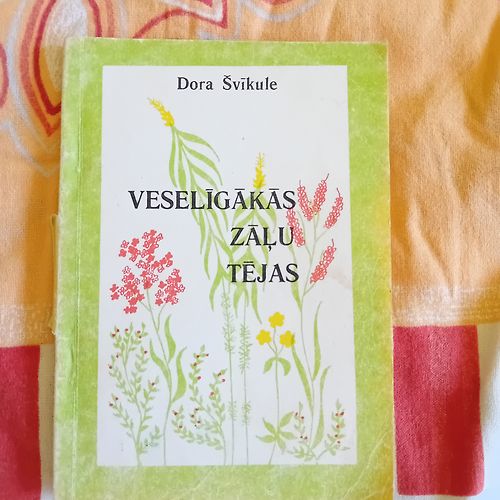 Dora Švīkule
VESELĪGĀKĀS
ZĀĻU
TĒJAS